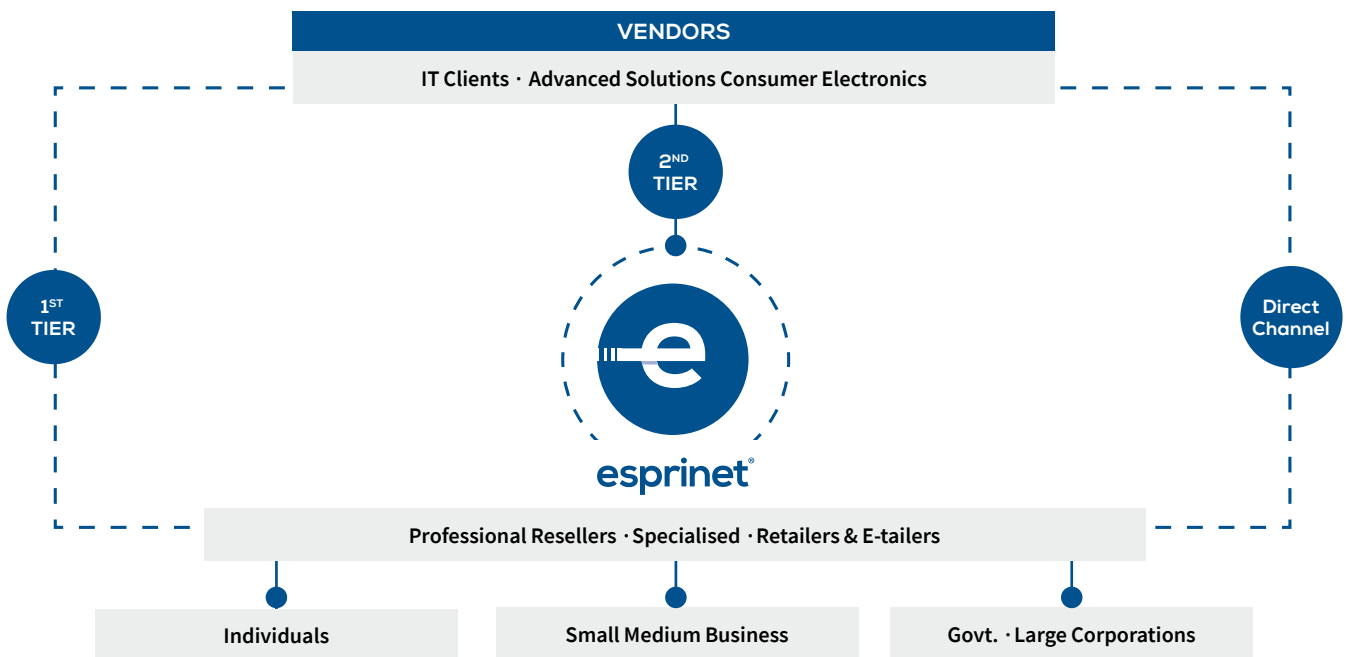 VENDORS
IT Clients · Advanced Solutions Consumer Electronics
2ND
TIER
1ST
TIER
Direct
Channel
e
esprinet®
Professional Resellers · Specialised · Retailers & E-tailers
Individuals
Small Medium Business
Govt. · Large Corporations